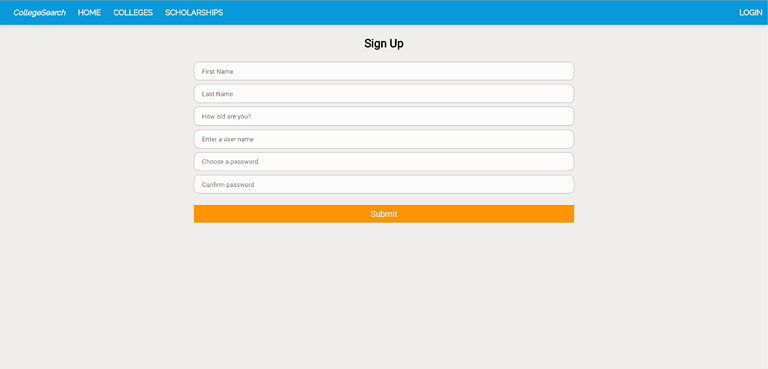 CollegeSearch HOME COLLEGES SCHOLARSHIPS LOGIN
Sign Up
First Name
Last Name
How old are you?
Enter a user name
Choose a password
Confirm password
Submit